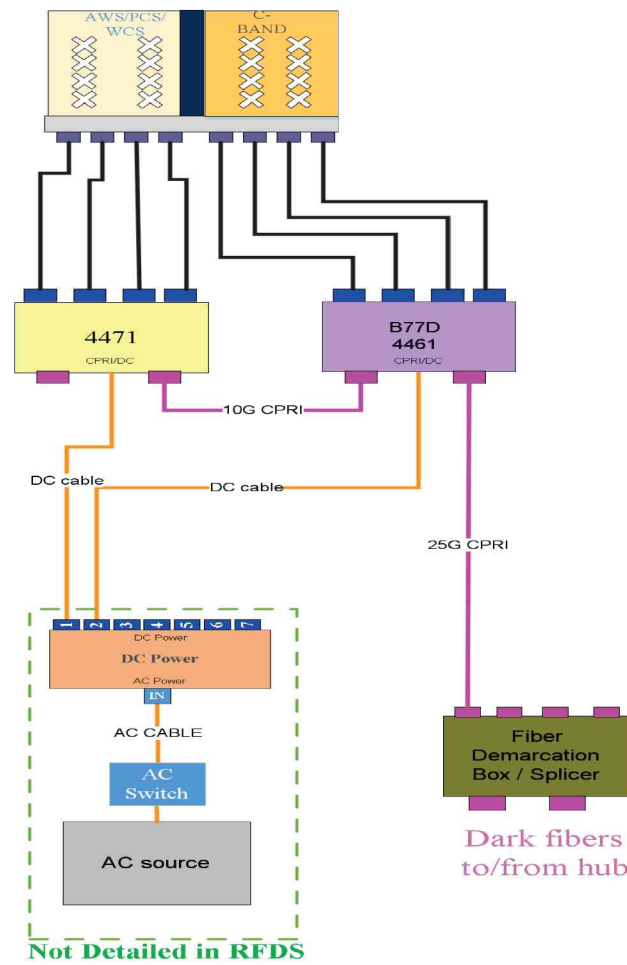 AWS/PCS/
WCS
C-
BAND
4471
CPRI/DC
B77D
4461
CPRI/DC
10G CPRI
DC cable
DC cable
25G CPRI
1 2 3 4 5 6 7
DC Power
DC Power
AC Power
IN
AC CABLE
AC
Switch
AC source
Fiber
Demarcation
Box / Splicer
Dark fibers
to/from hub
Not Detailed in RFDS